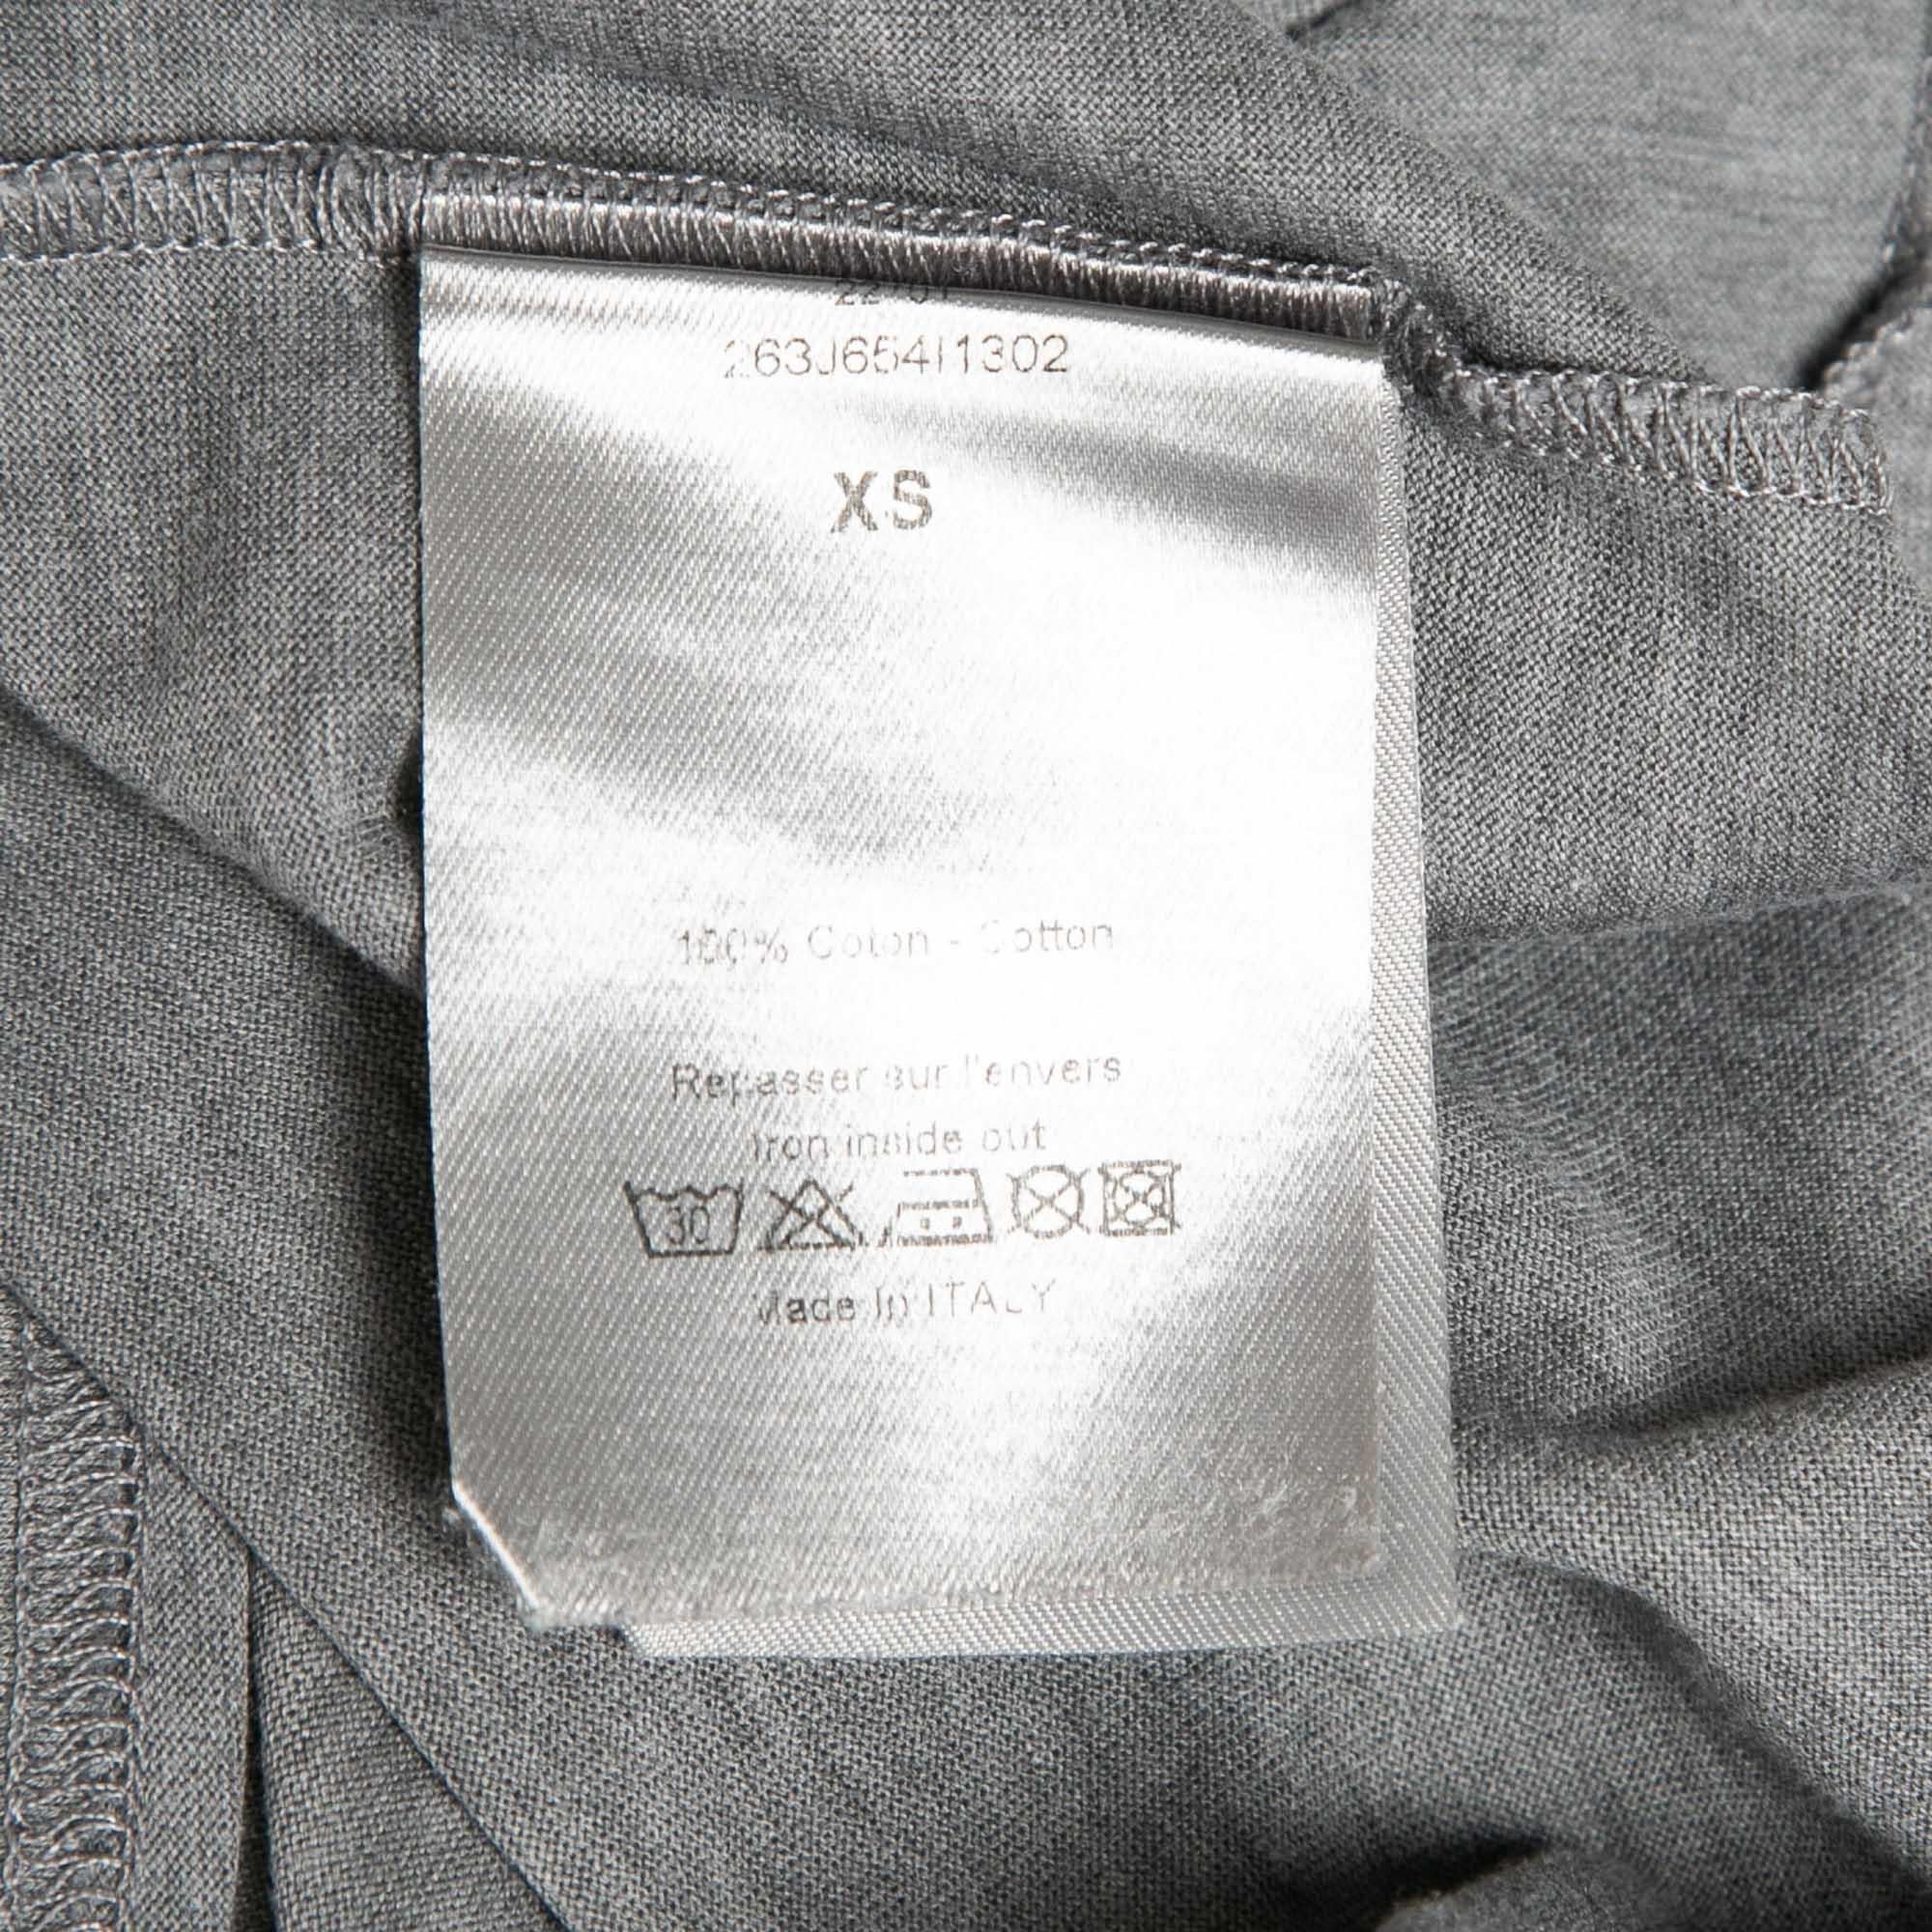 263J654I1302
XS
100% Coton - Cotton
Repasser sur l'envers
Iron inside out
30
Made In ITALY